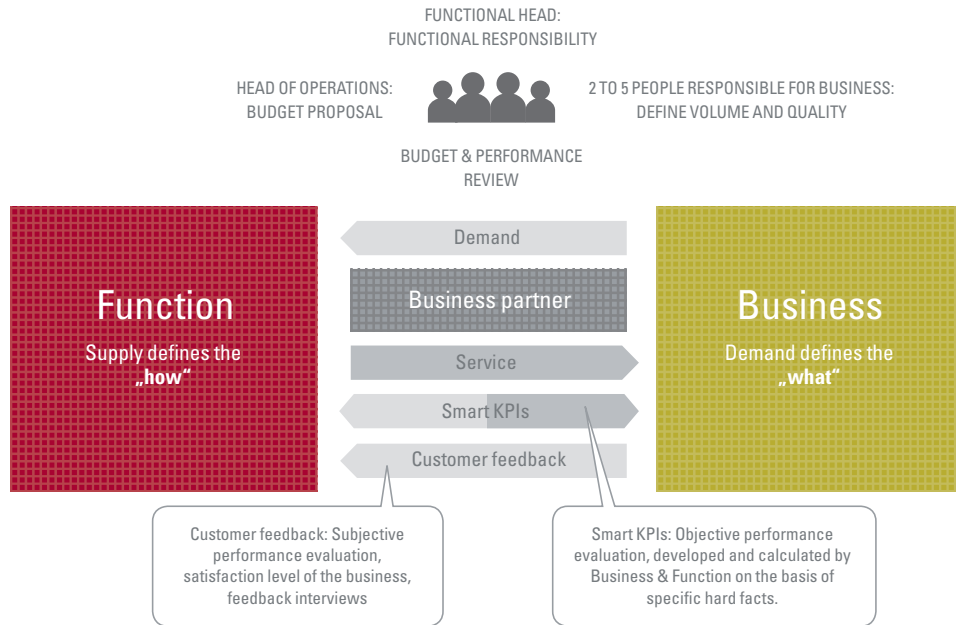 FUNCTIONAL HEAD:
FUNCTIONAL RESPONSIBILITY
HEAD OF OPERATIONS:
BUDGET PROPOSAL
2 TO 5 PEOPLE RESPONSIBLE FOR BUSINESS:
DEFINE VOLUME AND QUALITY
BUDGET & PERFORMANCE
REVIEW
Function
Supply defines the
„how“
Demand
Business partner
Service
Smart KPIs
Customer feedback
Business
Demand defines the
„what“
Customer feedback: Subjective
performance evaluation,
satisfaction level of the business,
feedback interviews
Smart KPIs: Objective performance
evaluation, developed and calculated by
Business & Function on the basis of
specific hard facts.